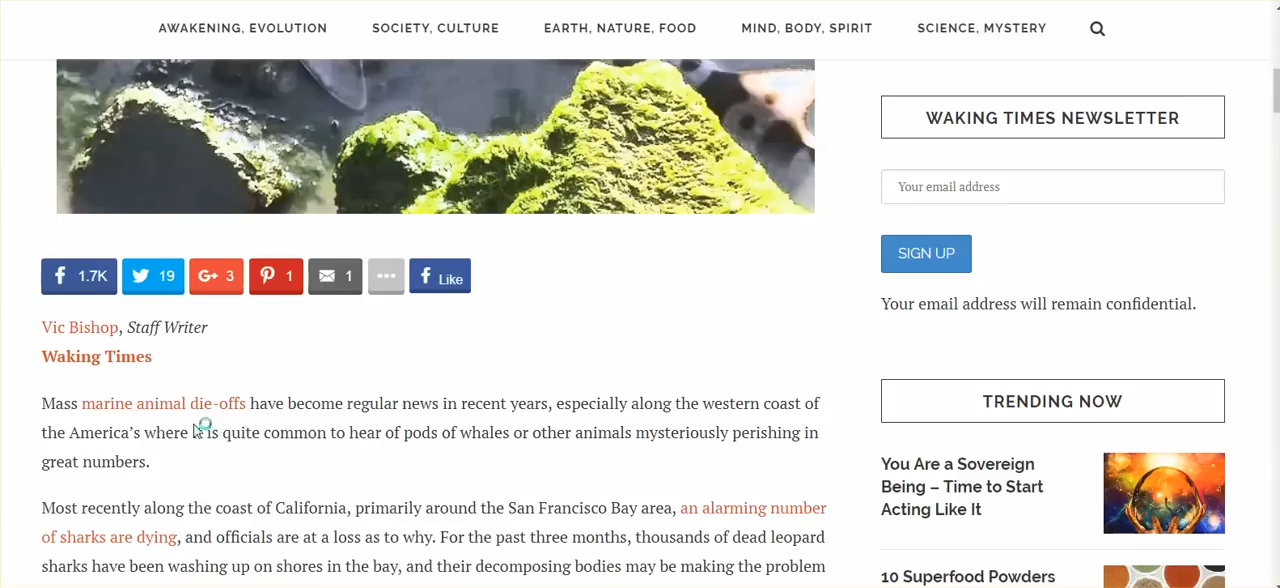 AWAKENING, EVOLUTION
SOCIETY, CULTURE
EARTH, NATURE, FOOD
MIND, BODY, SPIRIT
SCIENCE, MYSTERY
1.7K
19
3
1
1
Like
Vic Bishop, Staff Writer
Waking Times
Mass marine animal die-offs have become regular news in recent years, especially along the western coast of
the America's where is quite common to hear of pods of whales or other animals mysteriously perishing in
great numbers.
Most recently along the coast of California, primarily around the San Francisco Bay area, an alarming number
of sharks are dying, and officials are at a loss as to why. For the past three months, thousands of dead leopard
sharks have been washing up on shores in the bay, and their decomposing bodies may be making the problem
WAKING TIMES NEWSLETTER
Your email address
SIGN UP
Your email address will remain confidential.
TRENDING NOW
You Are a Sovereign
Being – Time to Start
Acting Like It
10 Superfood Powders